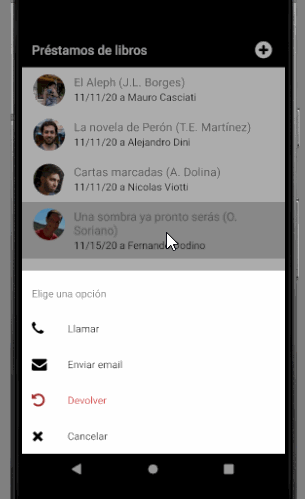 Préstamos de libros
El Aleph (J.L. Borges)
11/11/20 a Mauro Casciati
La novela de Perón (T.E. Martínez)
11/11/20 a Alejandro Dini
Cartas marcadas (A. Dolina)
11/11/20 a Nicolas Viotti
Una sombra ya pronto serás (O.
Soriano)
11/15/20 a Fernando
Elige una opción
Llamar
Enviar email
Devolver
Cancelar